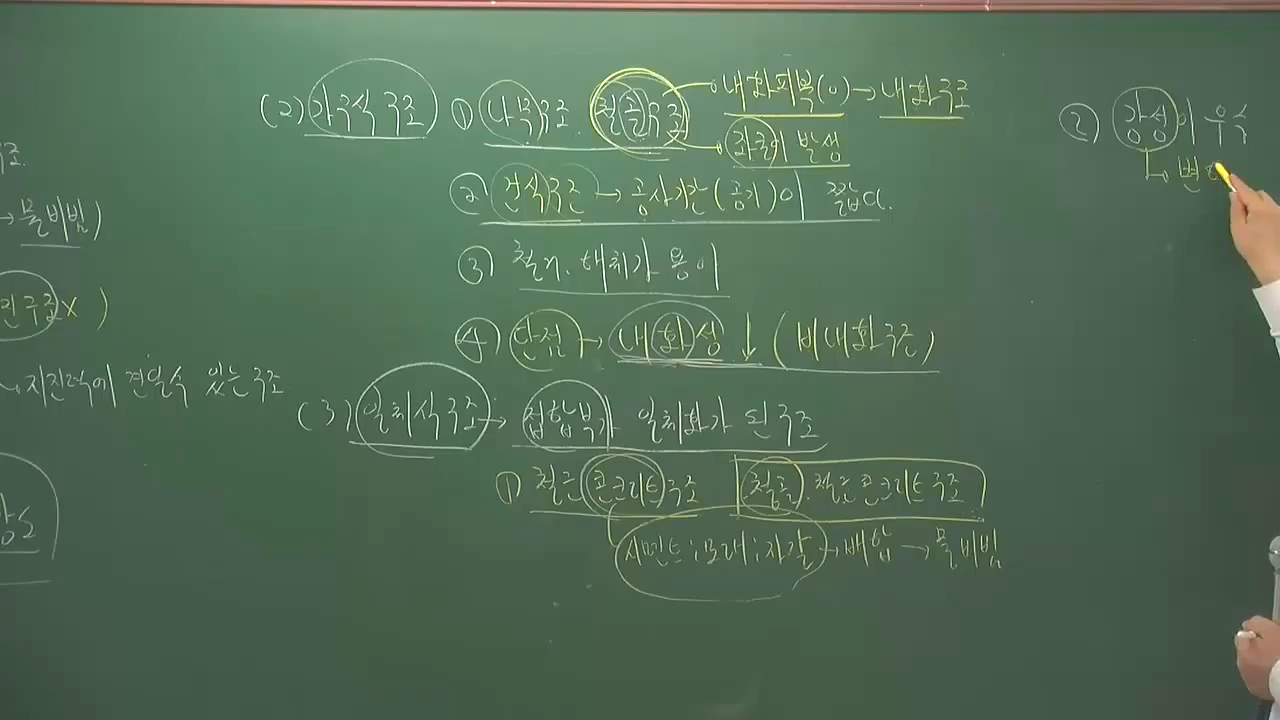 조.
→물비빔)
x )
↳지진력에 견딜수 있는 구조
(2) 가구식 구조 ① 나무구조. 철골구조 내화피복(이)→내화구조
좌굴이 발생
② 건식구조→공사기간(공기)이 짧습다.
③ 철거. 해체가 용이
④ 단점→내화성↓(비내화구조)
(3) 일체식구조→접합부가 일체화가 된 구조
① 철근콘크리트구조 철골.철근콘크리트구조
시멘트;모래;자갈→배합→물비빔
② 강성이 우수
↳변